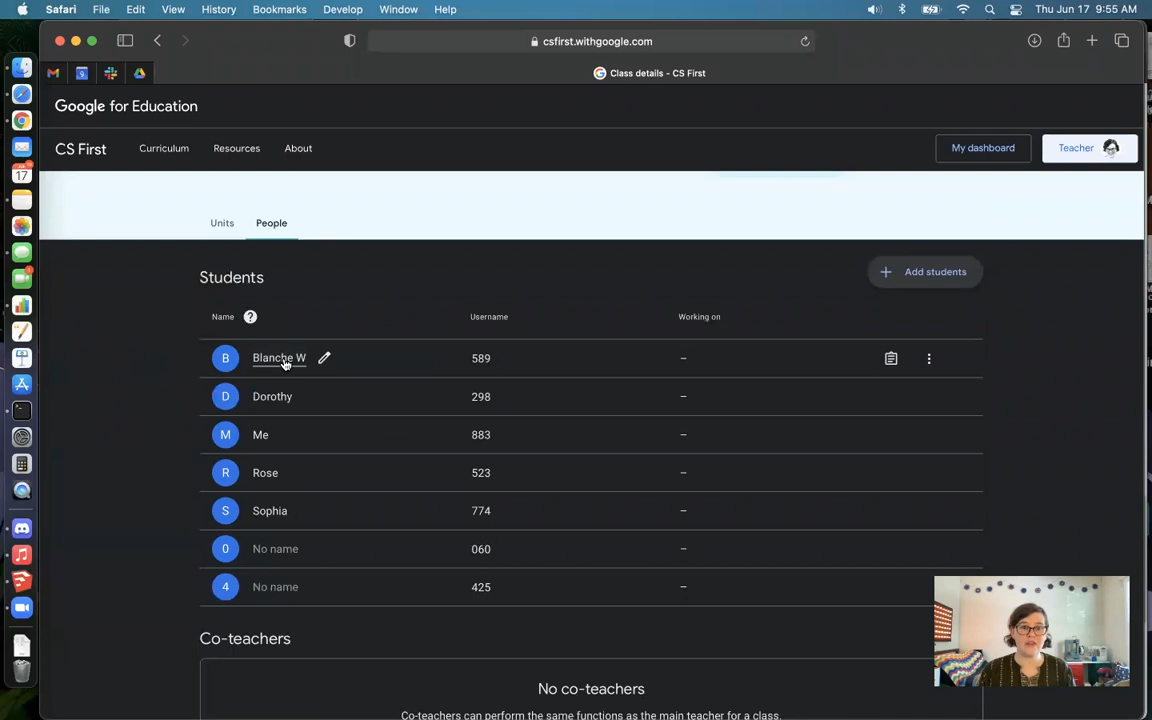 Safari File Edit View History Bookmarks Develop Window Help Thu Jun 17 9:55 AM
csfirst.withgoogle.com
Class details - CS First
Google for Education
CS First Curriculum Resources About My dashboard Teacher
Units People
Students + Add students
Name ? Username Working on
B Blanche W 589 –
D Dorothy 298 –
M Me 883 –
R Rose 523 –
S Sophia 774 –
0 No name 060 –
4 No name 425 –
Co-teachers
No co-teachers
Co-teachers can perform the same functions as the main teacher for a class.
17